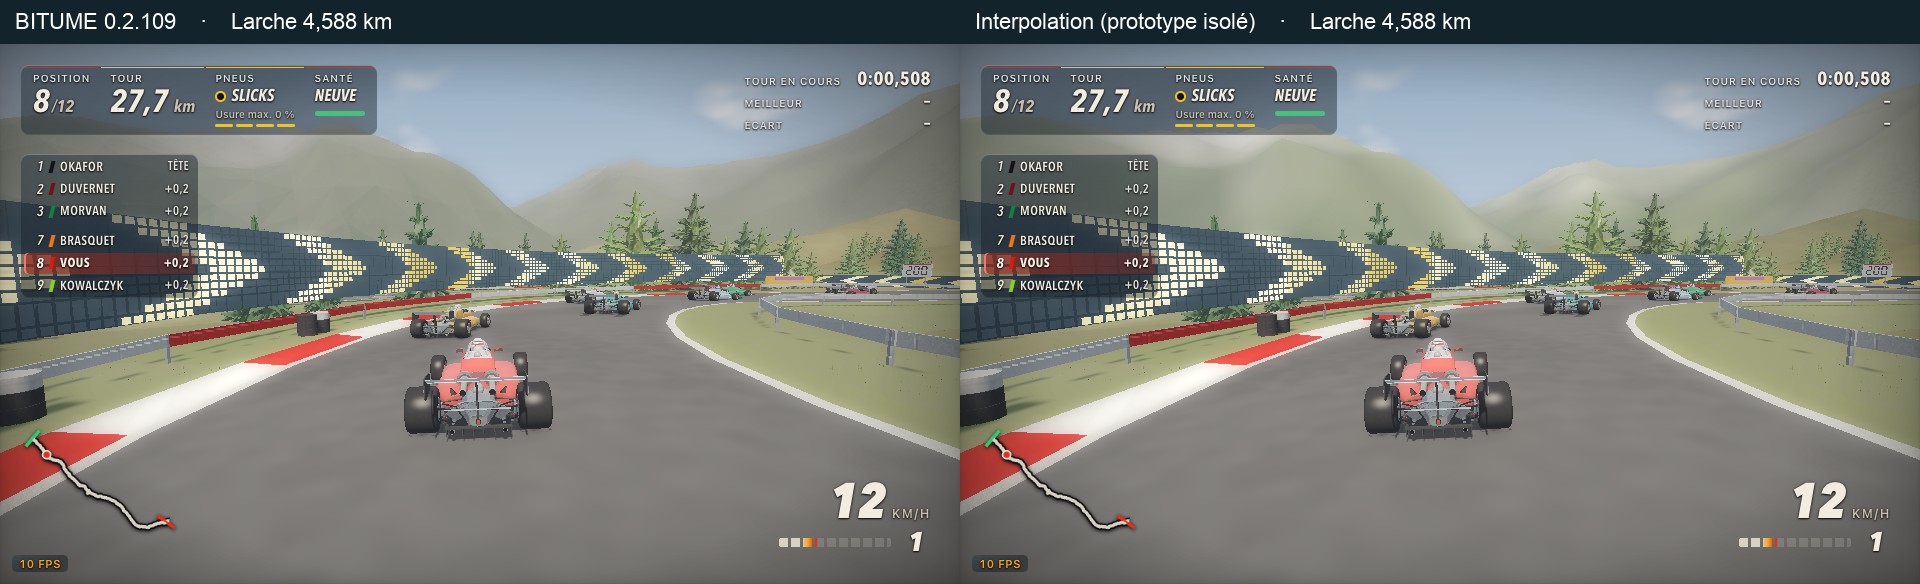 BITUME 0.2.109 · Larche 4,588 km
POSITION TOUR PNEUS SANTÉ
8/12 27,7 km SLICKS NEUVE
Usure max. 0 %
TOUR EN COURS 0:00,508
MEILLEUR -
ÉCART -
1 OKAFOR TÊTE
2 DUVERNET +0,2
3 MORVAN +0,2
7 BRASQUET +0,2
8 VOUS +0,2
9 KOWALCZYK +0,2
200
12 KM/H
1
10 FPS
Interpolation (prototype isolé) · Larche 4,588 km
POSITION TOUR PNEUS SANTÉ
8/12 27,7 km SLICKS NEUVE
Usure max. 0 %
TOUR EN COURS 0:00,508
MEILLEUR -
ÉCART -
1 OKAFOR TÊTE
2 DUVERNET +0,2
3 MORVAN +0,2
7 BRASQUET +0,2
8 VOUS +0,2
9 KOWALCZYK +0,2
200
12 KM/H
1
10 FPS